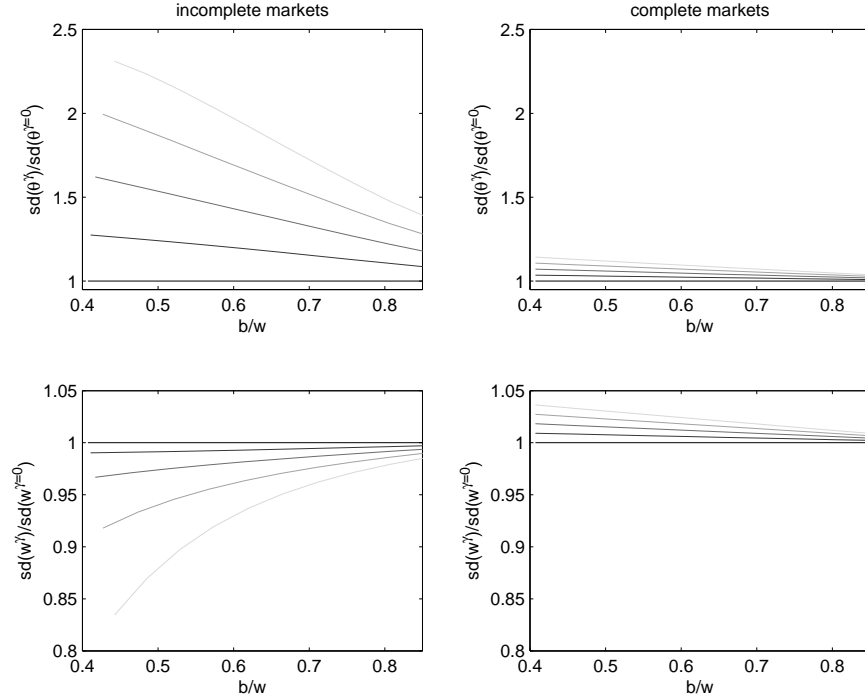 incomplete markets
2.5
2
1.5
1
0.4 0.5 0.6 0.7 0.8
b/w
sd(θ^γ)/sd(θ^γ=0)
complete markets
2.5
2
1.5
1
0.4 0.5 0.6 0.7 0.8
b/w
sd(θ^γ)/sd(θ^γ=0)
1.05
1
0.95
0.9
0.85
0.8
0.4 0.5 0.6 0.7 0.8
b/w
sd(w^γ)/sd(w^γ=0)
1.05
1
0.95
0.9
0.85
0.8
0.4 0.5 0.6 0.7 0.8
b/w
sd(w^γ)/sd(w^γ=0)